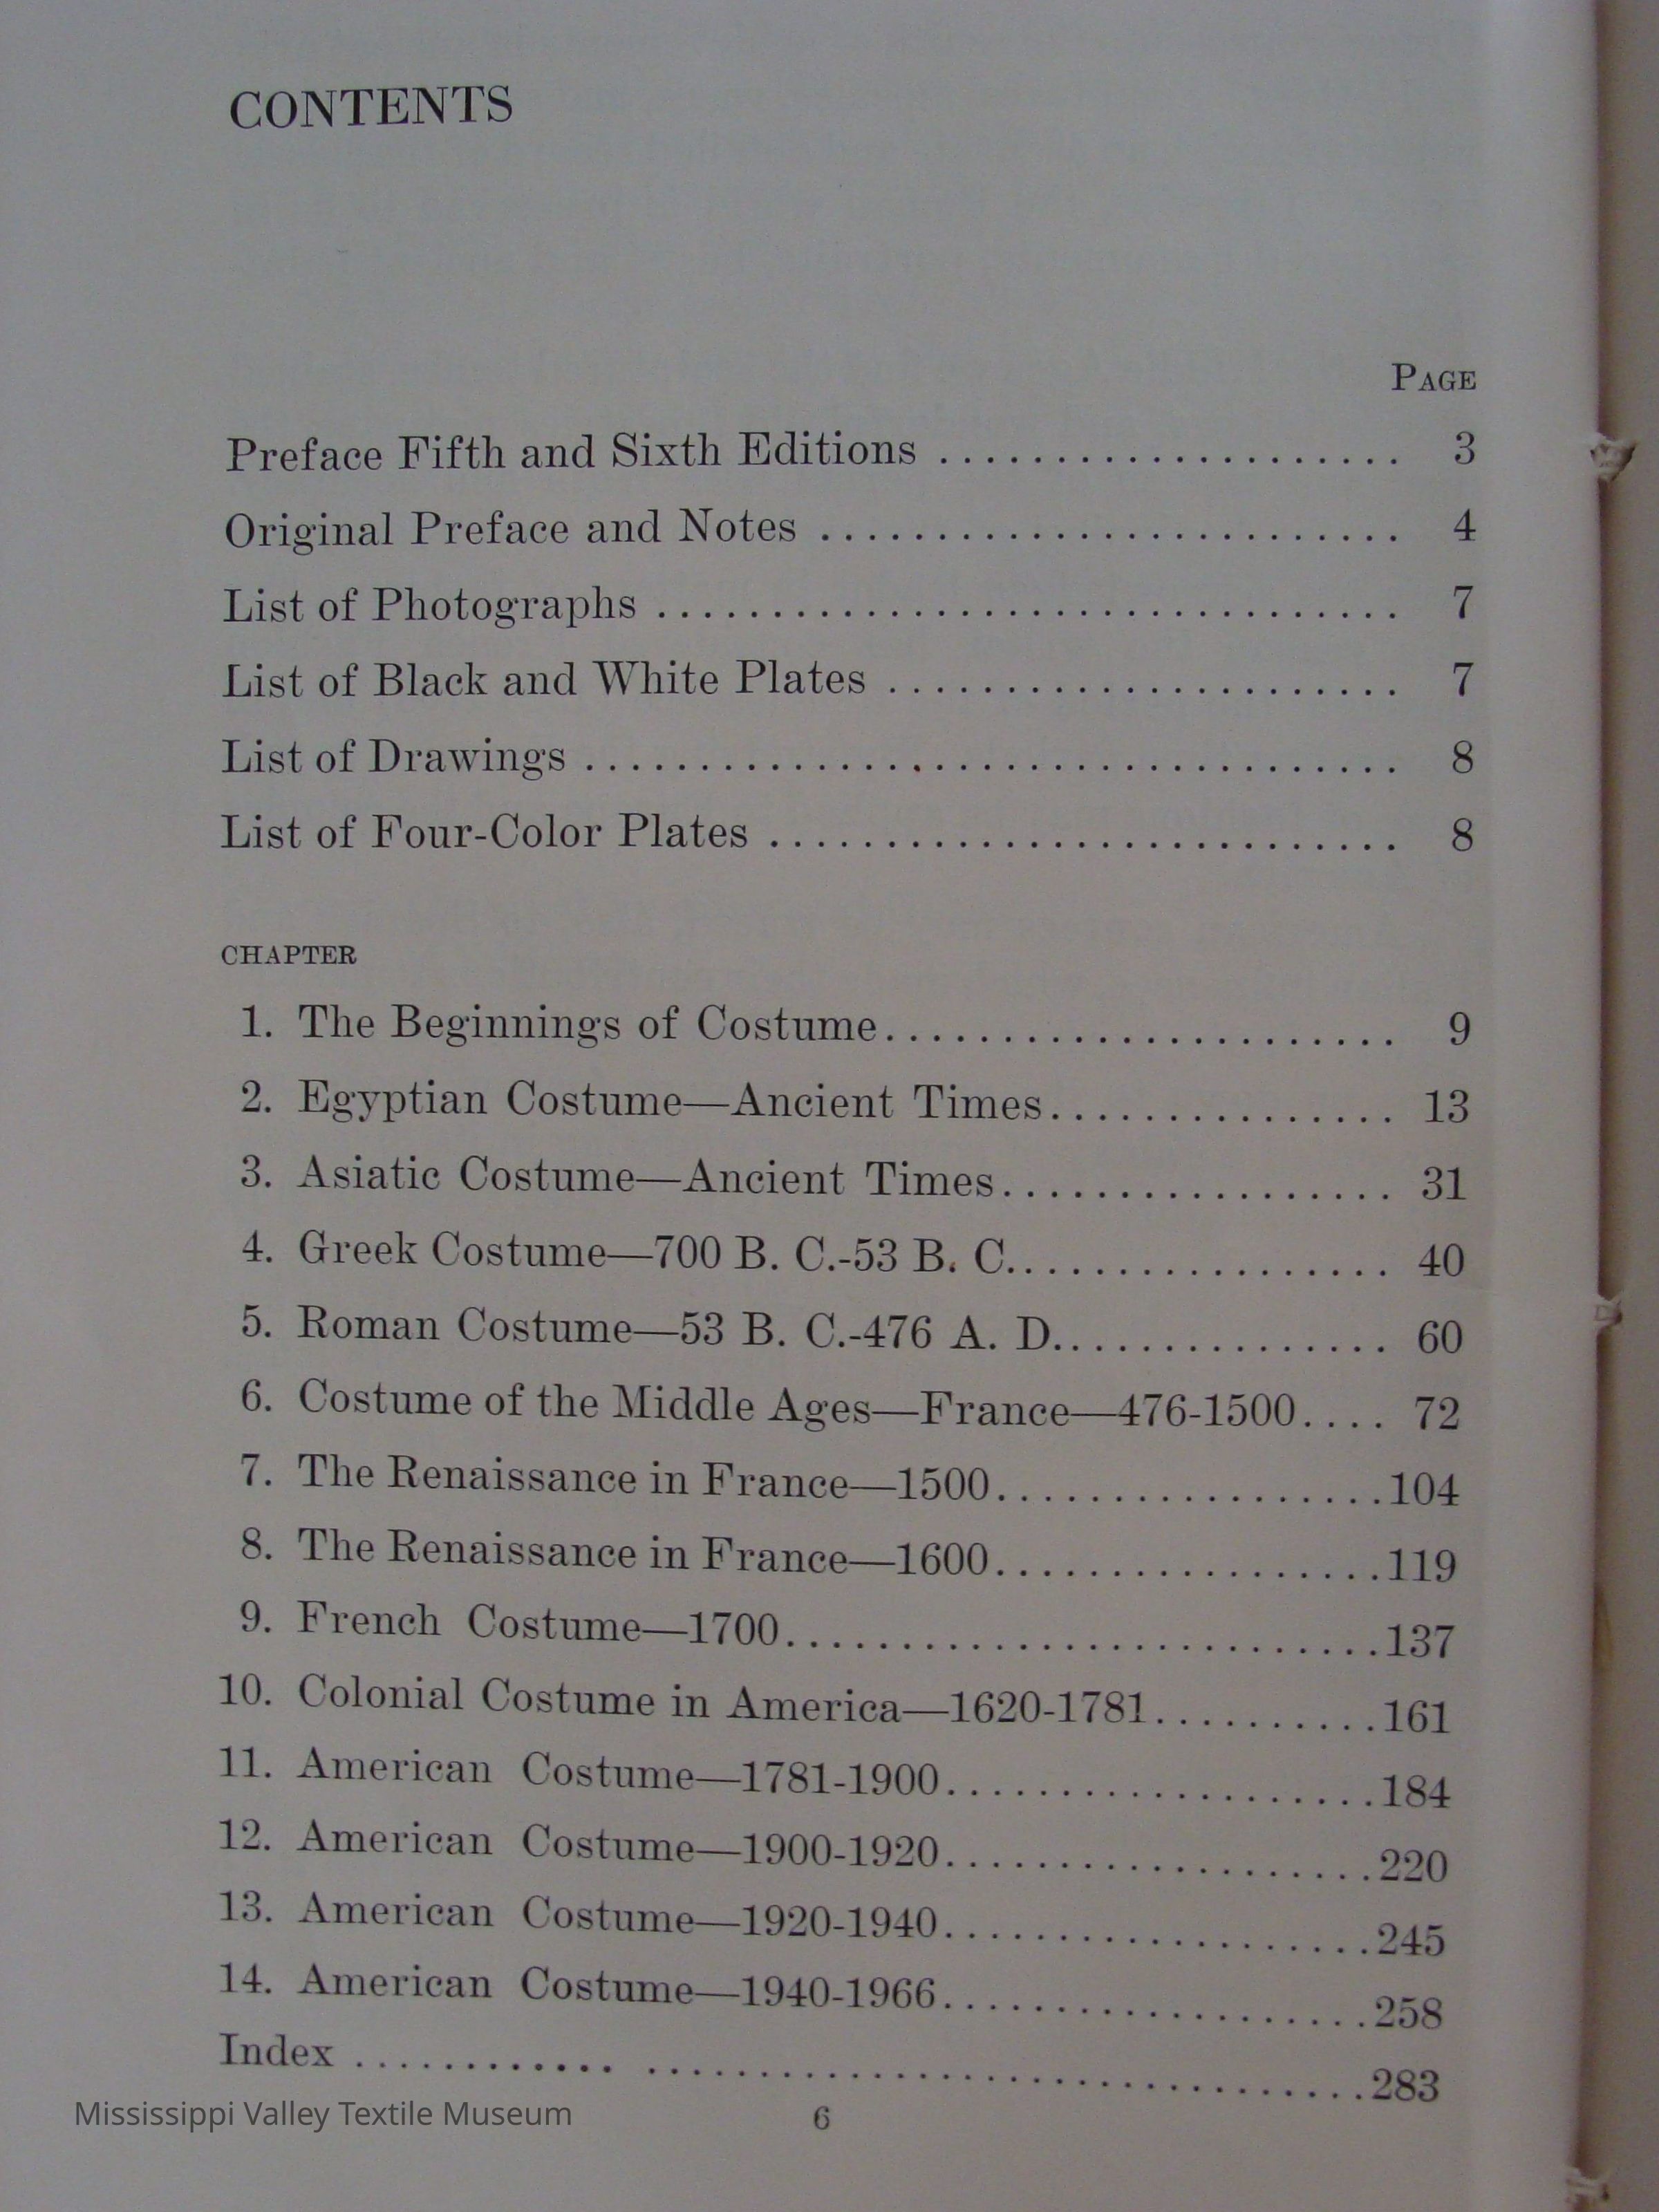 CONTENTS
PAGE
Preface Fifth and Sixth Editions .................... 3
Original Preface and Notes ......................... 4
List of Photographs ................................ 7
List of Black and White Plates ...................... 7
List of Drawings ................................... 8
List of Four-Color Plates ........................... 8
CHAPTER
1. The Beginnings of Costume...................... 9
2. Egyptian Costume—Ancient Times............... 13
3. Asiatic Costume—Ancient Times................. 31
4. Greek Costume—700 B. C.-53 B. C................. 40
5. Roman Costume—53 B. C.-476 A. D............... 60
6. Costume of the Middle Ages—France—476-1500.... 72
7. The Renaissance in France—1500.................104
8. The Renaissance in France—1600.................119
9. French Costume—1700..........................137
10. Colonial Costume in America—1620-1781..........161
11. American Costume—1781-1900...................184
12. American Costume—1900-1920...................220
13. American Costume—1920-1940...................245
14. American Costume—1940-1966...................258
Index ............ ...............................283
Mississippi Valley Textile Museum
6